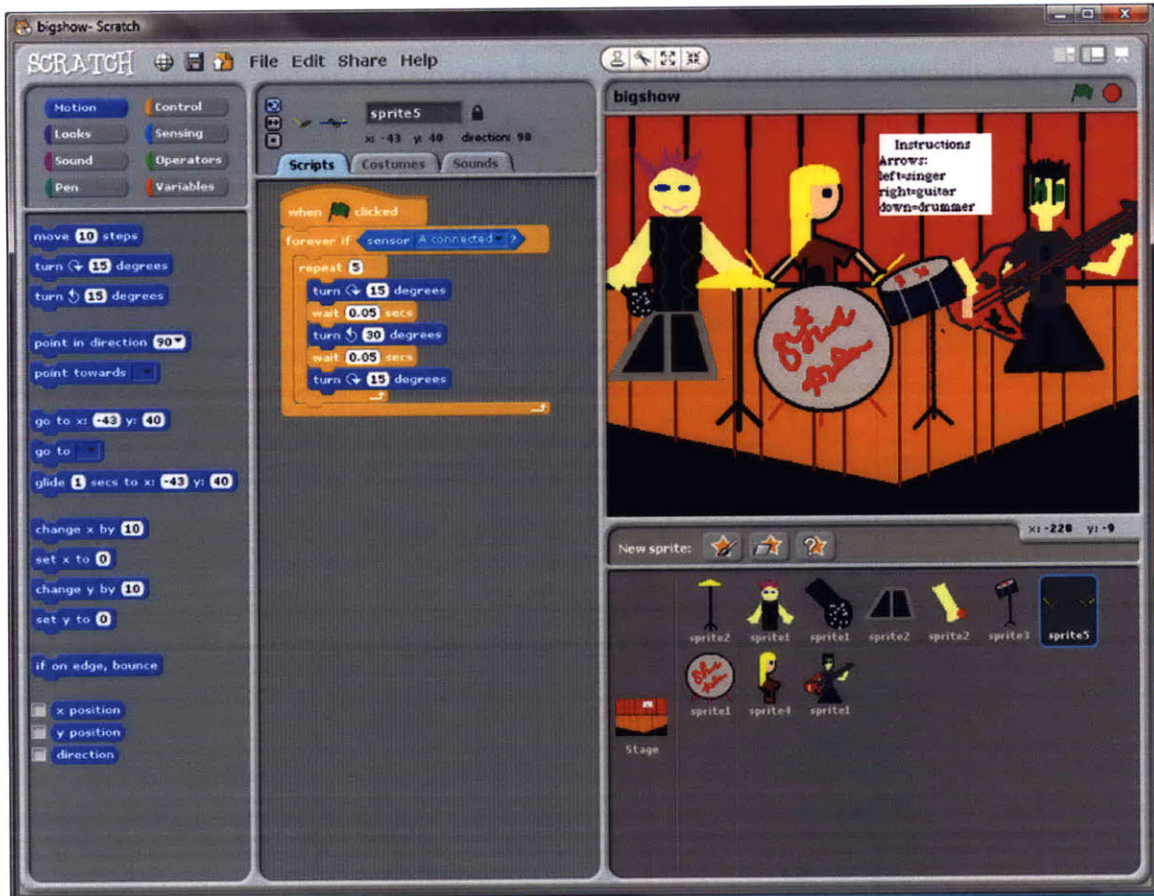 bigshow- Scratch
SCRATCH File Edit Share Help
Motion Control
Looks Sensing
Sound Operators
Pen Variables
move 10 steps
turn 15 degrees
turn 15 degrees
point in direction 90
point towards
go to x: -43 y: 40
go to
glide 1 secs to x: -43 y: 40
change x by 10
set x to 0
change y by 10
set y to 0
if on edge, bounce
x position
y position
direction
sprite5
x: -43 y: 40 direction: 90
Scripts Costumes Sounds
when clicked
forever if sensor A connected ?
repeat 5
turn 15 degrees
wait 0.05 secs
turn 30 degrees
wait 0.05 secs
turn 15 degrees
bigshow
Instructions
Arrows:
left=singer
right=guitar
down=drummer
x: -228 y: -9
New sprite:
sprite2 sprite1 sprite1 sprite2 sprite2 sprite3 sprite5
sprite1 sprite4 sprite1
Stage